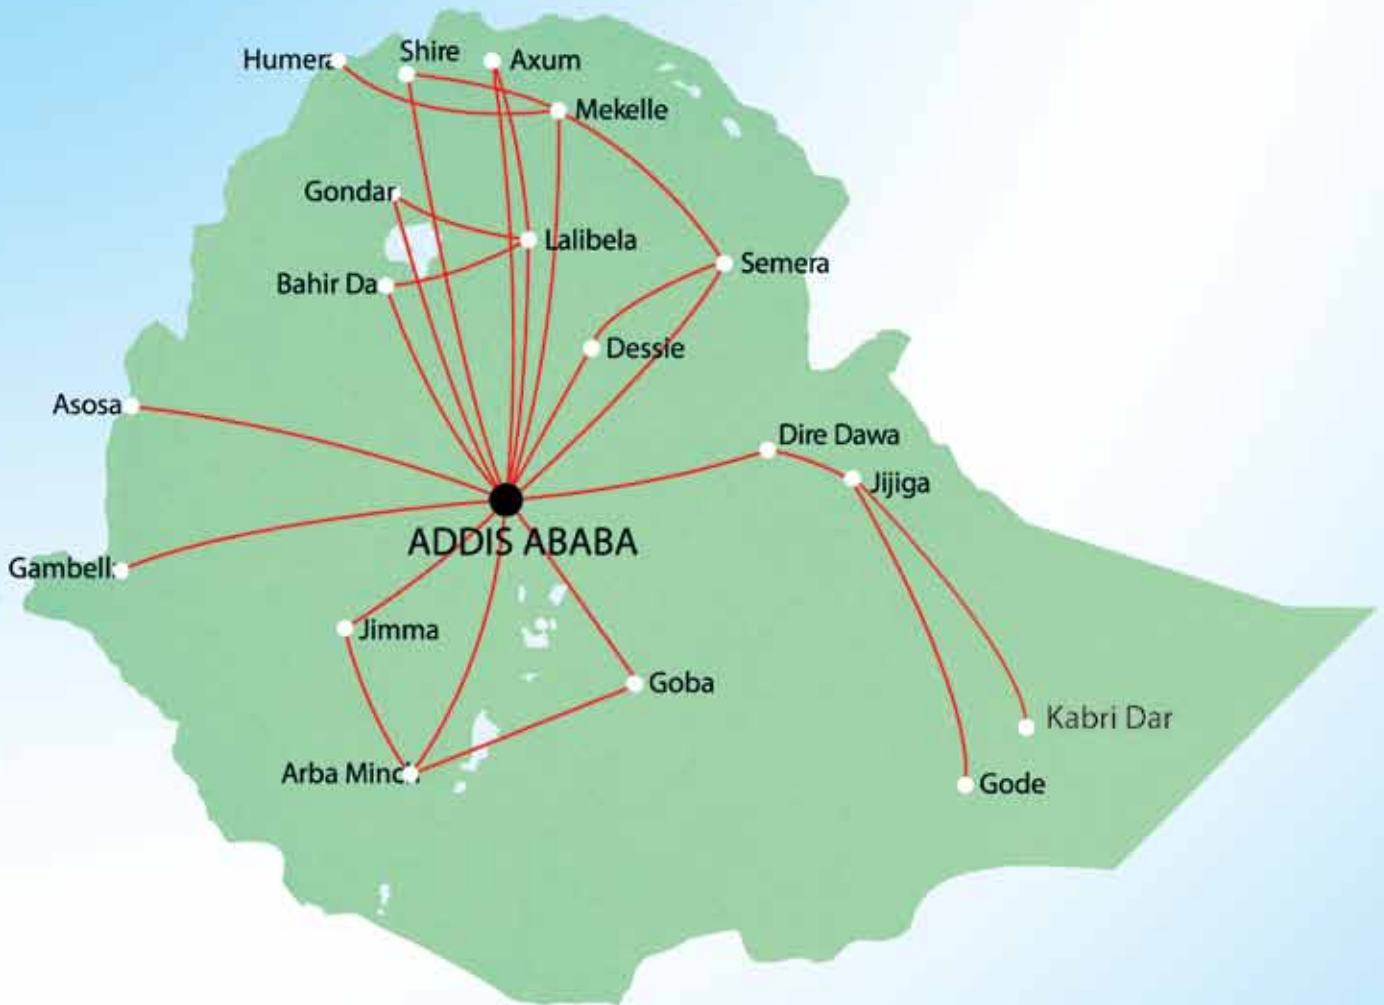 Humera
Shire
Axum
Mekelle
Gondar
Lalibela
Bahir Da
Semera
Dessie
Asosa
Dire Dawa
Jijiga
ADDIS ABABA
Gambell
Jimma
Goba
Kabri Dar
Arba Minch
Gode